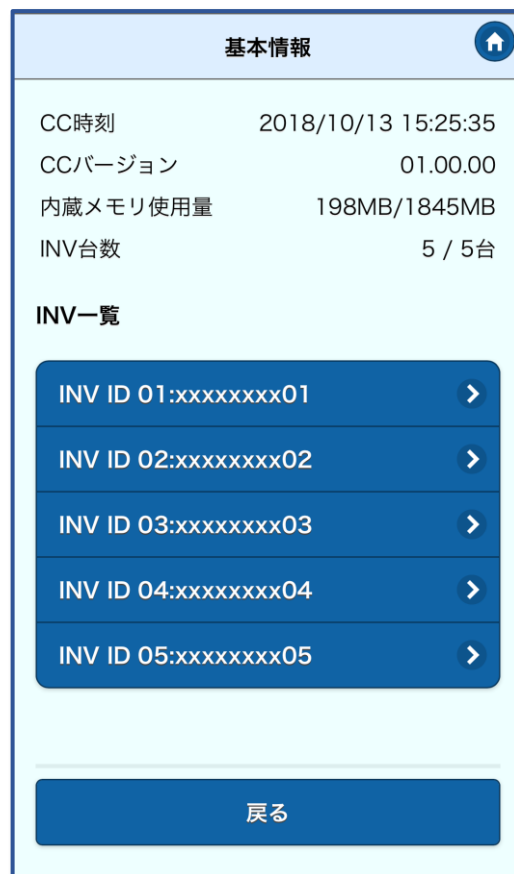 基本情報
CC時刻 2018/10/13 15:25:35
CCバージョン 01.00.00
内蔵メモリ使用量 198MB/1845MB
INV台数 5 / 5台
INV一覧
INV ID 01:xxxxxxxx01
INV ID 02:xxxxxxxx02
INV ID 03:xxxxxxxx03
INV ID 04:xxxxxxxx04
INV ID 05:xxxxxxxx05
戻る